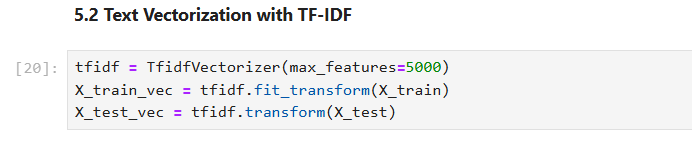 5.2 Text Vectorization with TF-IDF
[20]: tfidf = TfidfVectorizer(max_features=5000)
X_train_vec = tfidf.fit_transform(X_train)
X_test_vec = tfidf.transform(X_test)